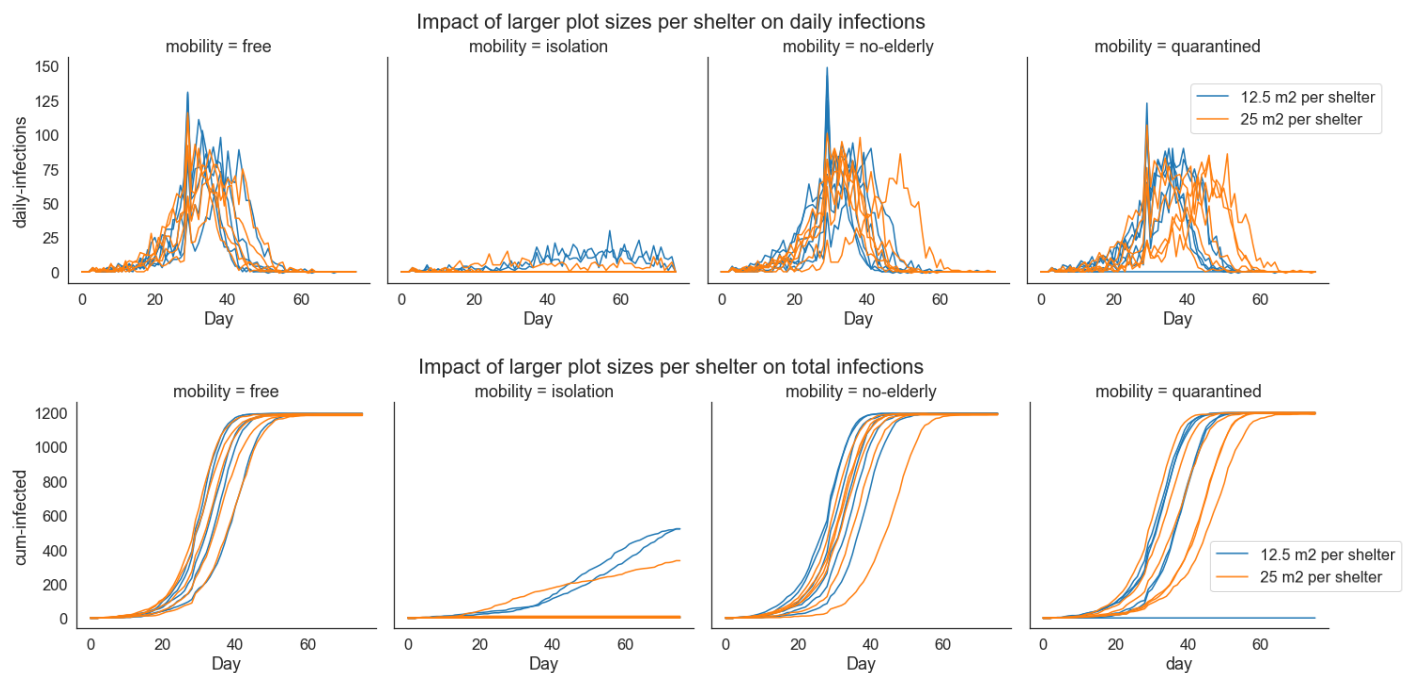 Impact of larger plot sizes per shelter on daily infections
mobility = free
mobility = isolation
mobility = no-elderly
mobility = quarantined
150
125
100
75
50
25
0
daily-infections
12.5 m2 per shelter
25 m2 per shelter
0 20 40 60
0 20 40 60
0 20 40 60
0 20 40 60
Day
Day
Day
Day
Impact of larger plot sizes per shelter on total infections
mobility = free
mobility = isolation
mobility = no-elderly
mobility = quarantined
1200
1000
800
600
400
200
0
cum-infected
12.5 m2 per shelter
25 m2 per shelter
0 20 40 60
0 20 40 60
0 20 40 60
0 20 40 60
Day
Day
Day
day